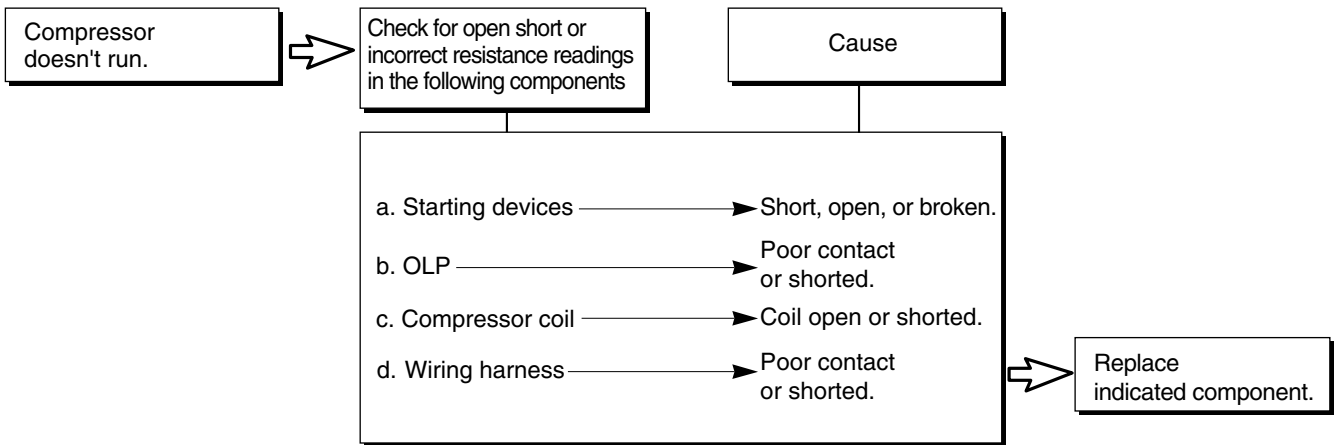 Compressor
doesn't run.
Check for open short or
incorrect resistance readings
in the following components
Cause
a. Starting devices
Short, open, or broken.
b. OLP
Poor contact
or shorted.
c. Compressor coil
Coil open or shorted.
d. Wiring harness
Poor contact
or shorted.
Replace
indicated component.